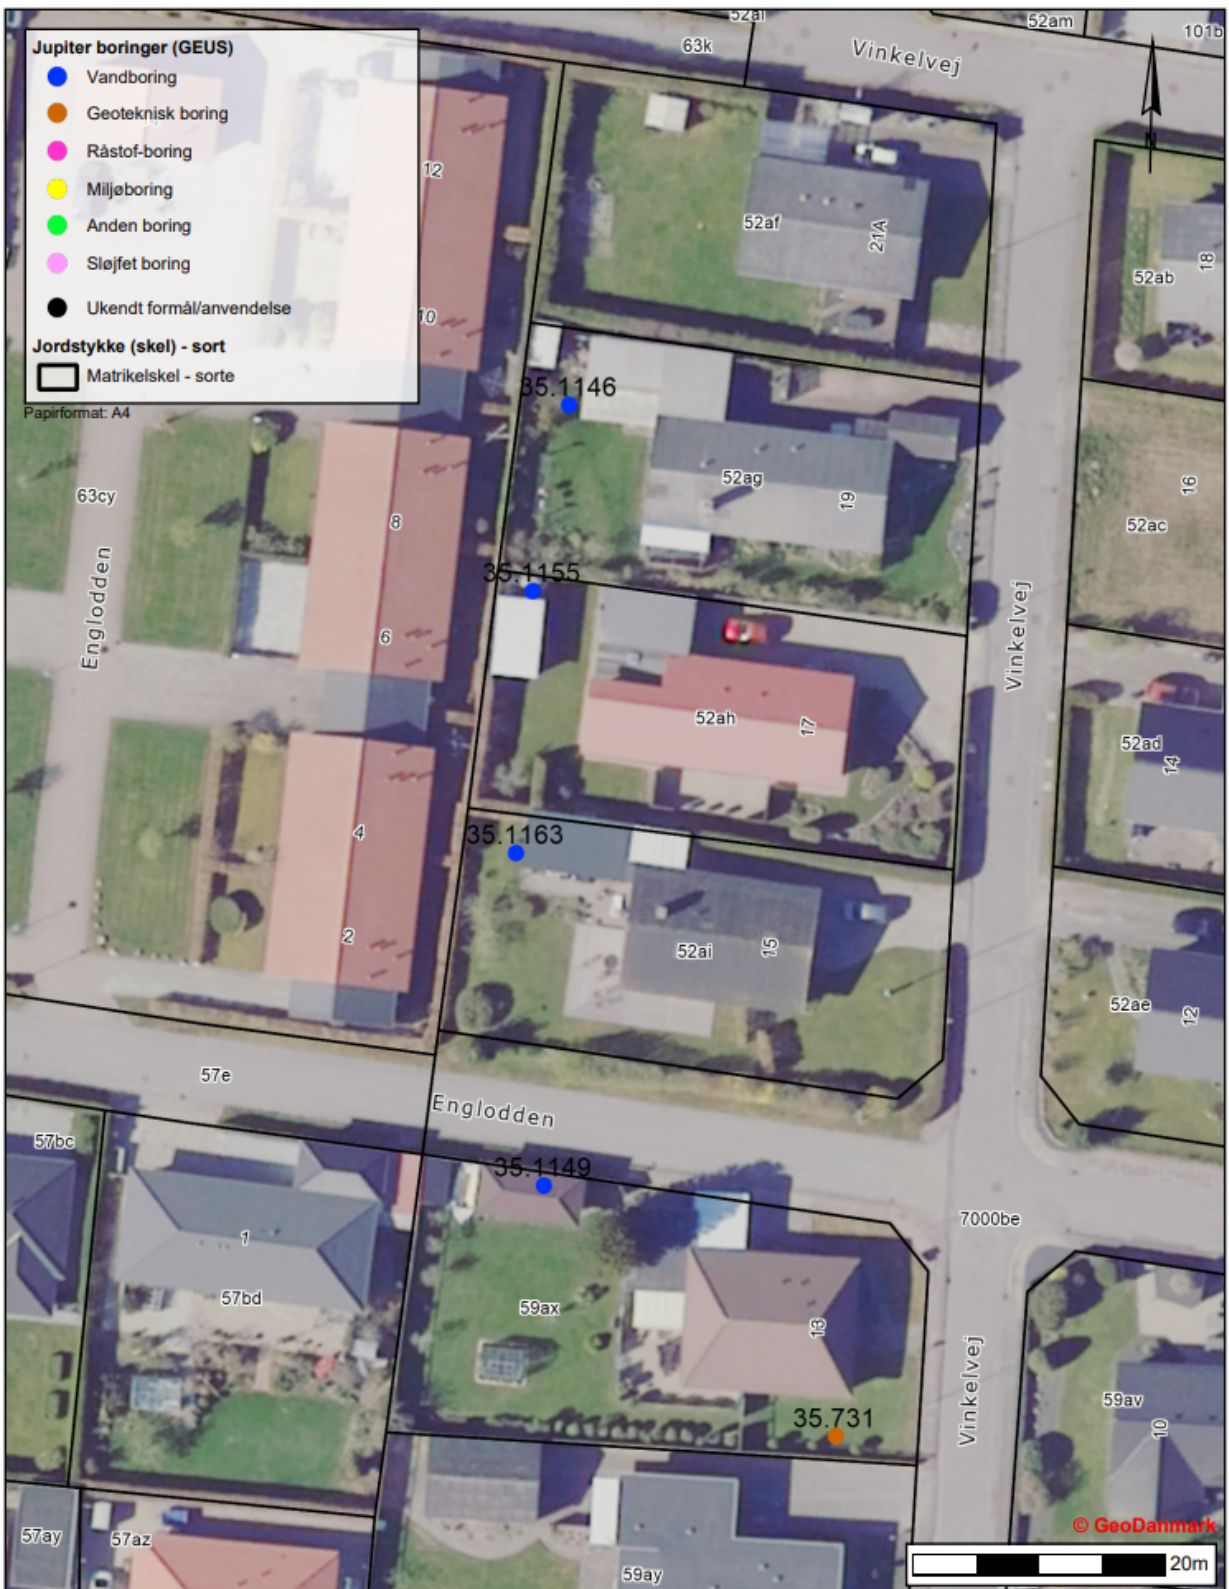 52al
52am
101b
63k
Vinkelvej
Jupiter boringer (GEUS)
Vandboring
Geoteknisk boring
Råstof-boring
Miljøboring
Anden boring
Sløjfet boring
Ukendt formål/anvendelse
Jordstykke (skel) - sort
Matrikelskel - sorte
Papirformat: A4
N
12
52af
21A
18
52ab
10
35.1146
63cy
8
52ag
19
16
52ac
Englodden
35.1155
6
Vinkelvej
52ah
17
52ad
14
4
35.1163
2
52ai
15
52ae
12
57e
Englodden
57bc
35.1149
7000be
1
57bd
59ax
13
Vinkelvej
35.731
59av
10
57ay
57az
59ay
© GeoDanmark
20m